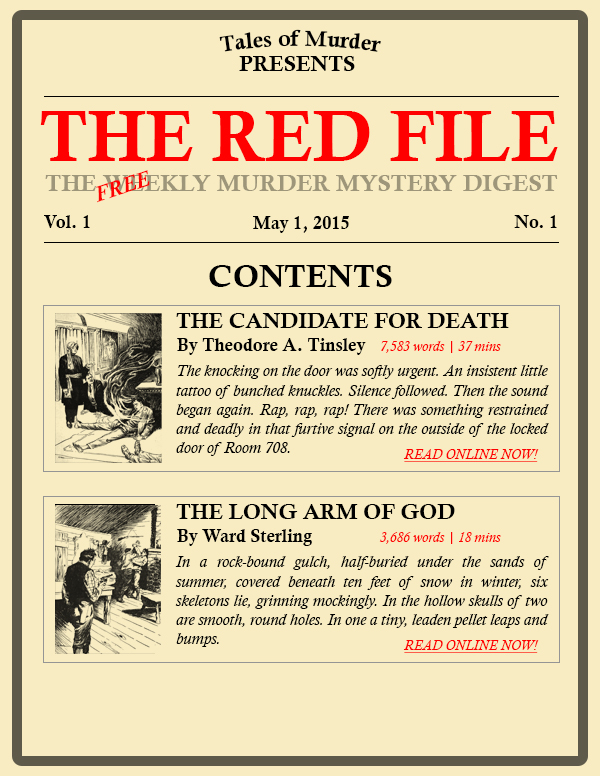 Tales of Murder
PRESENTS
THE RED FILE
THE WEEKLY MURDER MYSTERY DIGEST
FREE
Vol. 1 May 1, 2015 No. 1
CONTENTS
THE CANDIDATE FOR DEATH
By Theodore A. Tinsley 7,583 words | 37 mins
The knocking on the door was softly urgent. An insistent little
tattoo of bunched knuckles. Silence followed. Then the sound
began again. Rap, rap, rap! There was something restrained
and deadly in that furtive signal on the outside of the locked
door of Room 708.
READ ONLINE NOW!
THE LONG ARM OF GOD
By Ward Sterling 3,686 words | 18 mins
In a rock-bound gulch, half-buried under the sands of
summer, covered beneath ten feet of snow in winter, six
skeletons lie, grinning mockingly. In the hollow skulls of two
are smooth, round holes. In one a tiny, leaden pellet leaps and
bumps.
READ ONLINE NOW!